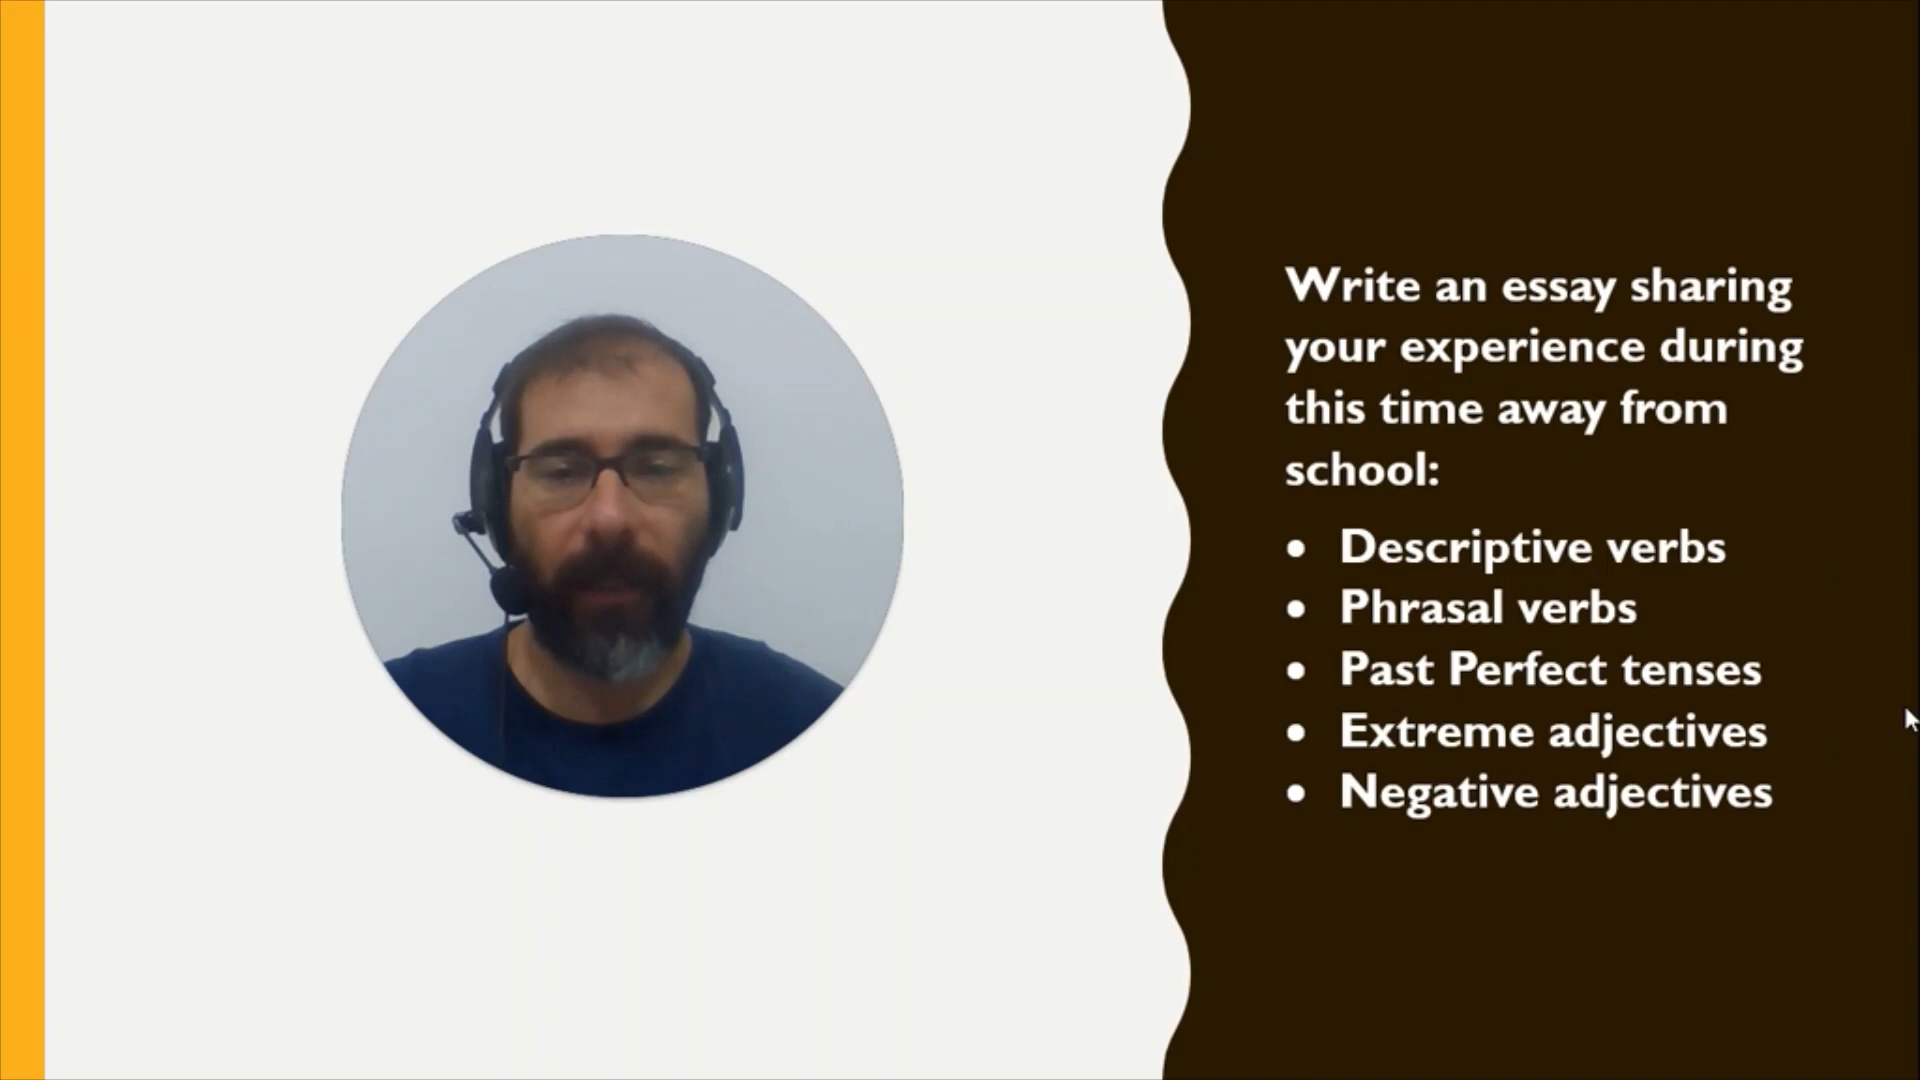 Write an essay sharing
your experience during
this time away from
school:
• Descriptive verbs
• Phrasal verbs
• Past Perfect tenses
• Extreme adjectives
• Negative adjectives